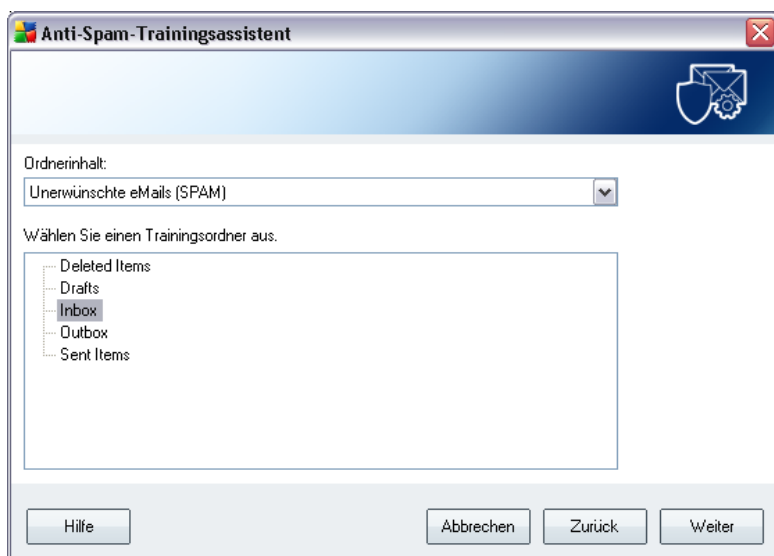 Anti-Spam-Trainingsassistent
Ordnerinhalt:
Unerwünschte eMails (SPAM)
Wählen Sie einen Trainingsordner aus.
Deleted Items
Drafts
Inbox
Outbox
Sent Items
Hilfe
Abbrechen
Zurück
Weiter